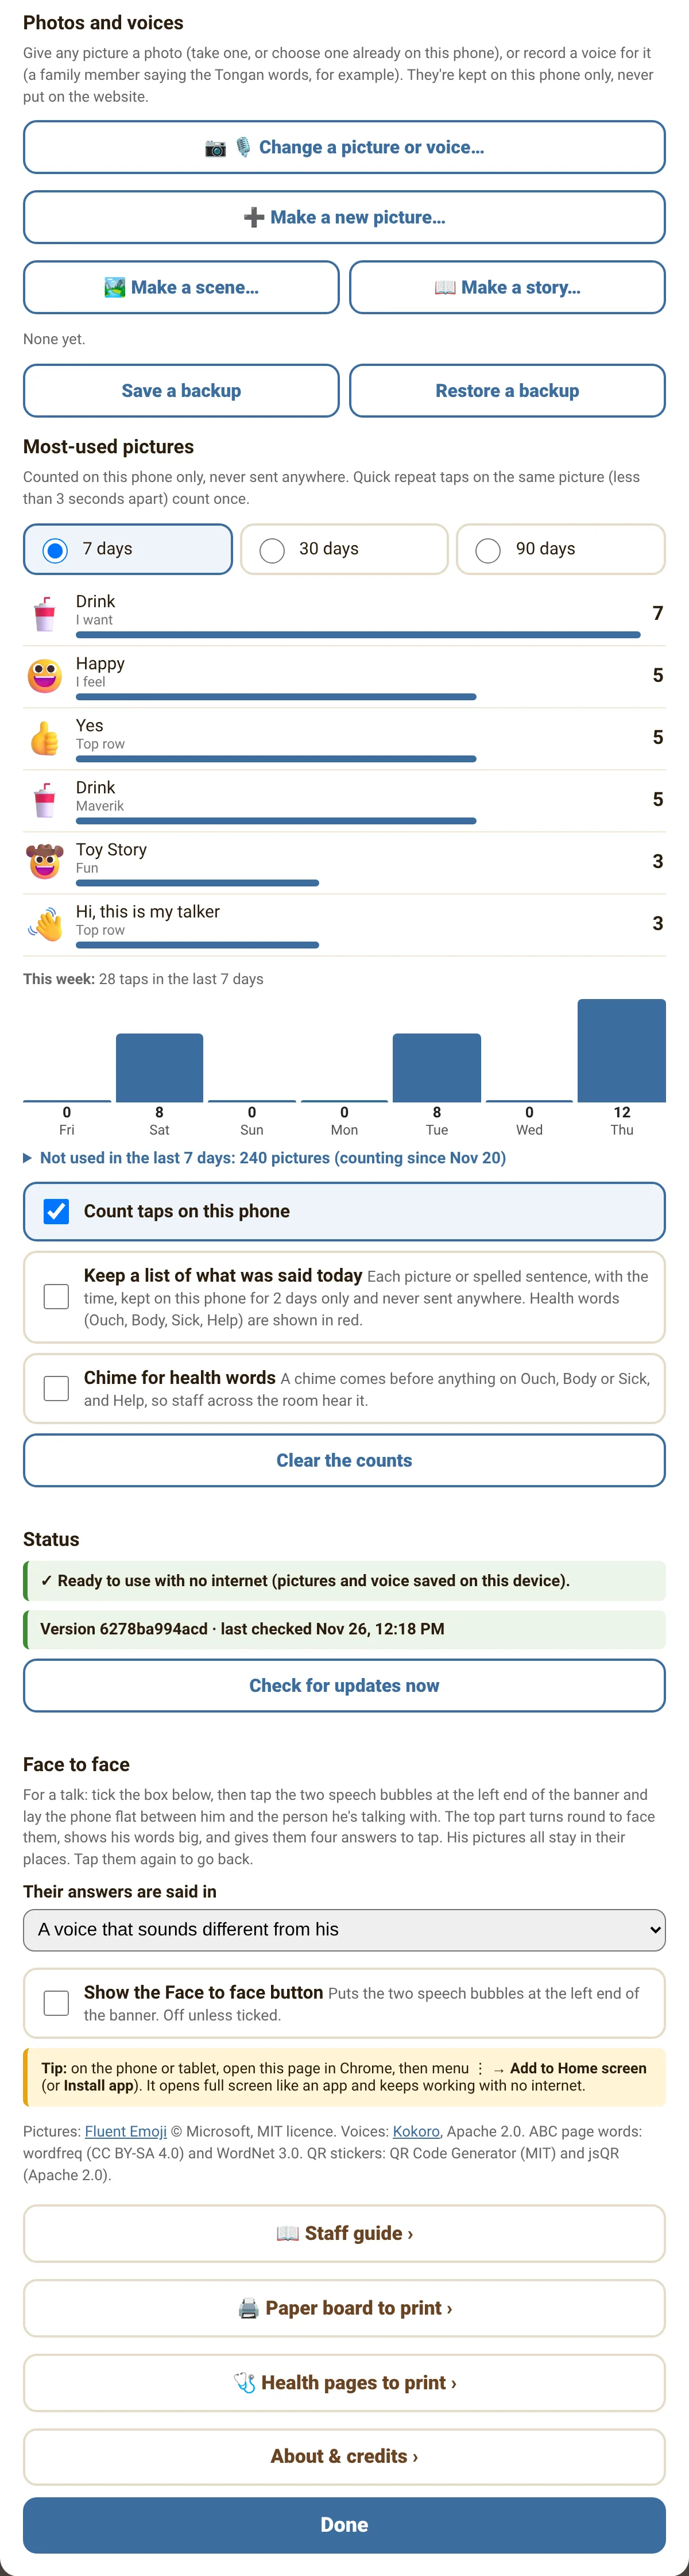 Photos and voices
Give any picture a photo (take one, or choose one already on this phone), or record a voice for it
(a family member saying the Tongan words, for example). They're kept on this phone only, never
put on the website.
📷 🎙️ Change a picture or voice…
➕ Make a new picture…
🏞️ Make a scene…
📖 Make a story…
None yet.
Save a backup
Restore a backup
Most-used pictures
Counted on this phone only, never sent anywhere. Quick repeat taps on the same picture (less
than 3 seconds apart) count once.
7 days
30 days
90 days
Drink
I want
7
Happy
I feel
5
Yes
Top row
5
Drink
Maverik
5
Toy Story
Fun
3
Hi, this is my talker
Top row
3
This week: 28 taps in the last 7 days
0 8 0 0 8 0 12
Fri Sat Sun Mon Tue Wed Thu
▶ Not used in the last 7 days: 240 pictures (counting since Nov 20)
Count taps on this phone
Keep a list of what was said today Each picture or spelled sentence, with the
time, kept on this phone for 2 days only and never sent anywhere. Health words
(Ouch, Body, Sick, Help) are shown in red.
Chime for health words A chime comes before anything on Ouch, Body or Sick,
and Help, so staff across the room hear it.
Clear the counts
Status
✓ Ready to use with no internet (pictures and voice saved on this device).
Version 6278ba994acd · last checked Nov 26, 12:18 PM
Check for updates now
Face to face
For a talk: tick the box below, then tap the two speech bubbles at the left end of the banner and
lay the phone flat between him and the person he's talking with. The top part turns round to face
them, shows his words big, and gives them four answers to tap. His pictures all stay in their
places. Tap them again to go back.
Their answers are said in
A voice that sounds different from his
Show the Face to face button Puts the two speech bubbles at the left end of
the banner. Off unless ticked.
Tip: on the phone or tablet, open this page in Chrome, then menu ⋮ → Add to Home screen
(or Install app). It opens full screen like an app and keeps working with no internet.
Pictures: Fluent Emoji © Microsoft, MIT licence. Voices: Kokoro, Apache 2.0. ABC page words:
wordfreq (CC BY-SA 4.0) and WordNet 3.0. QR stickers: QR Code Generator (MIT) and jsQR
(Apache 2.0).
📖 Staff guide ›
🖨️ Paper board to print ›
🩺 Health pages to print ›
About & credits ›
Done